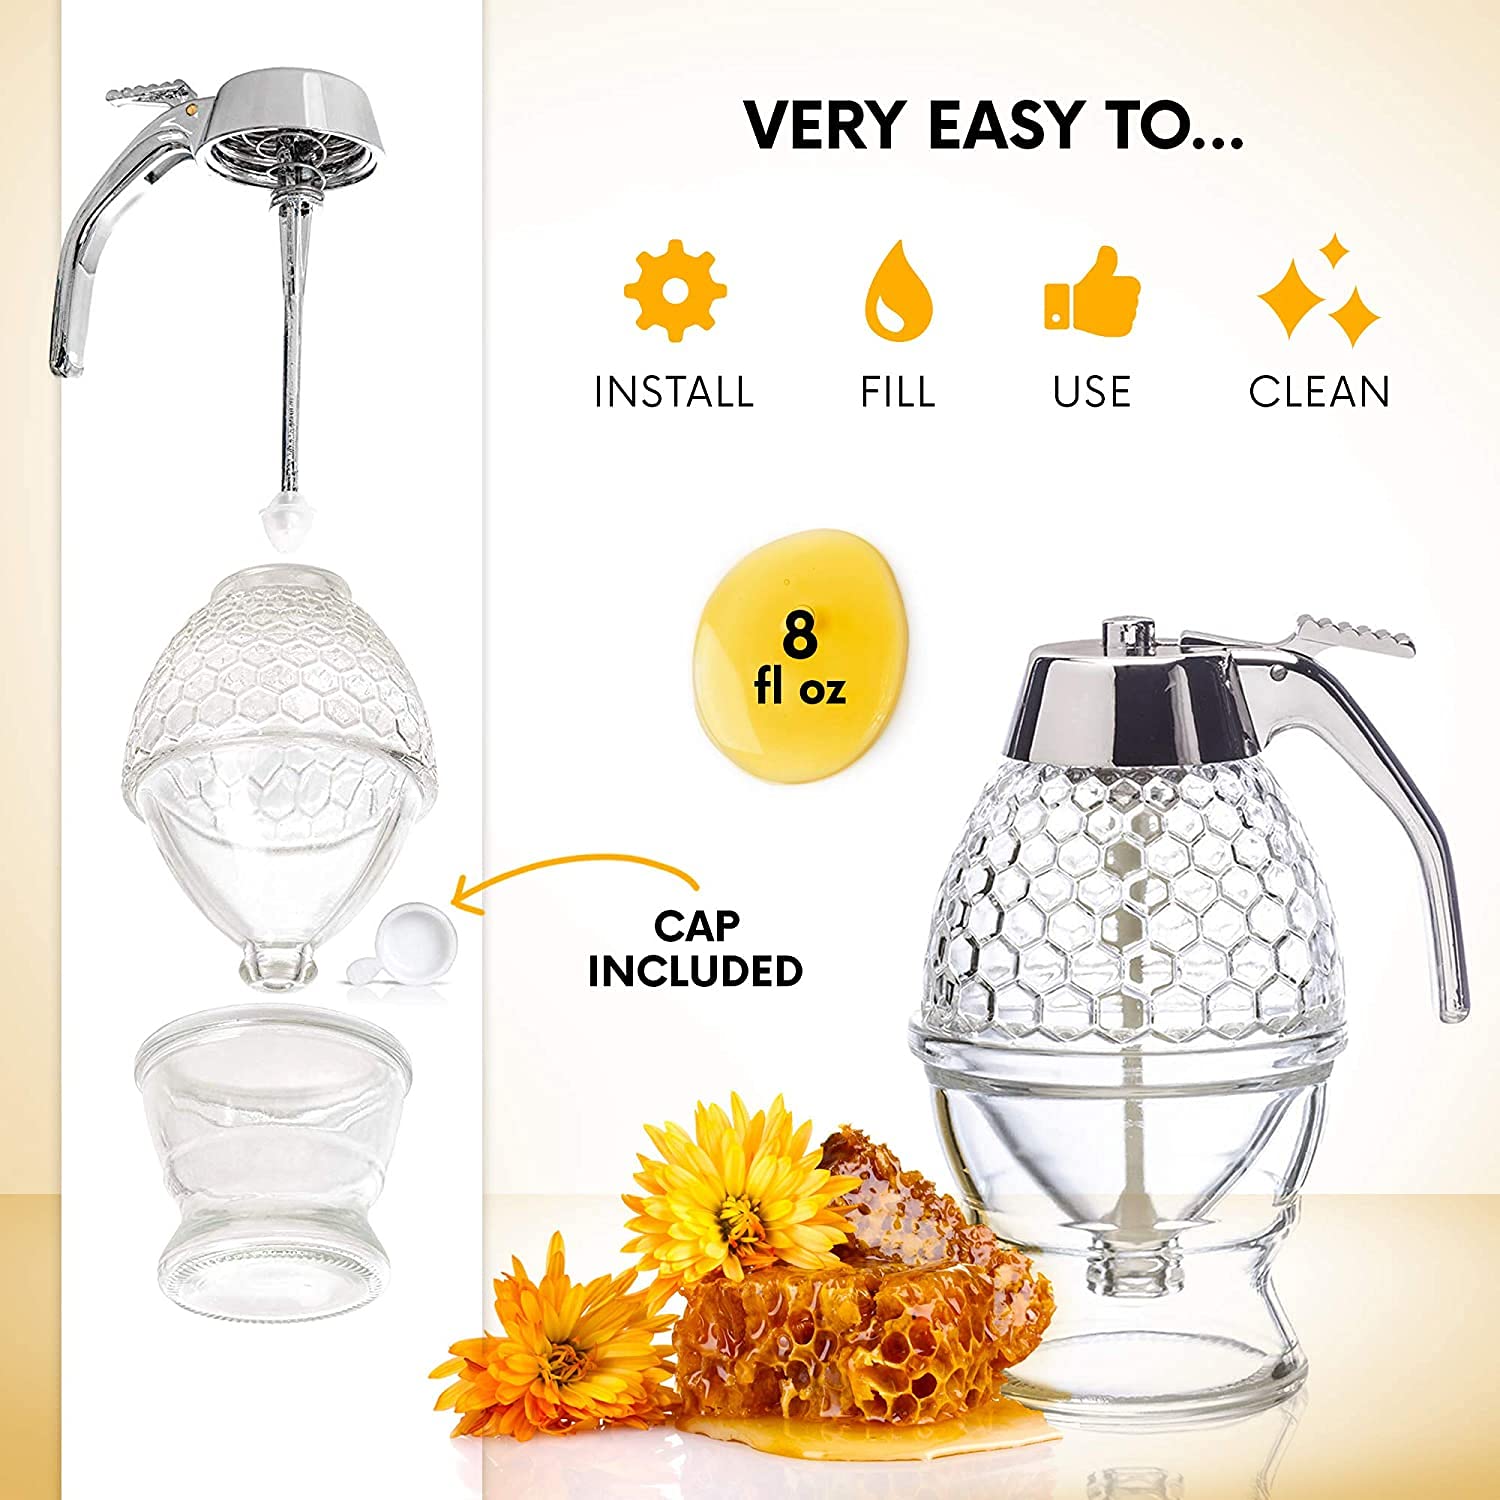 VERY EASY TO...
INSTALL
FILL
USE
CLEAN
8
fl oz
CAP
INCLUDED